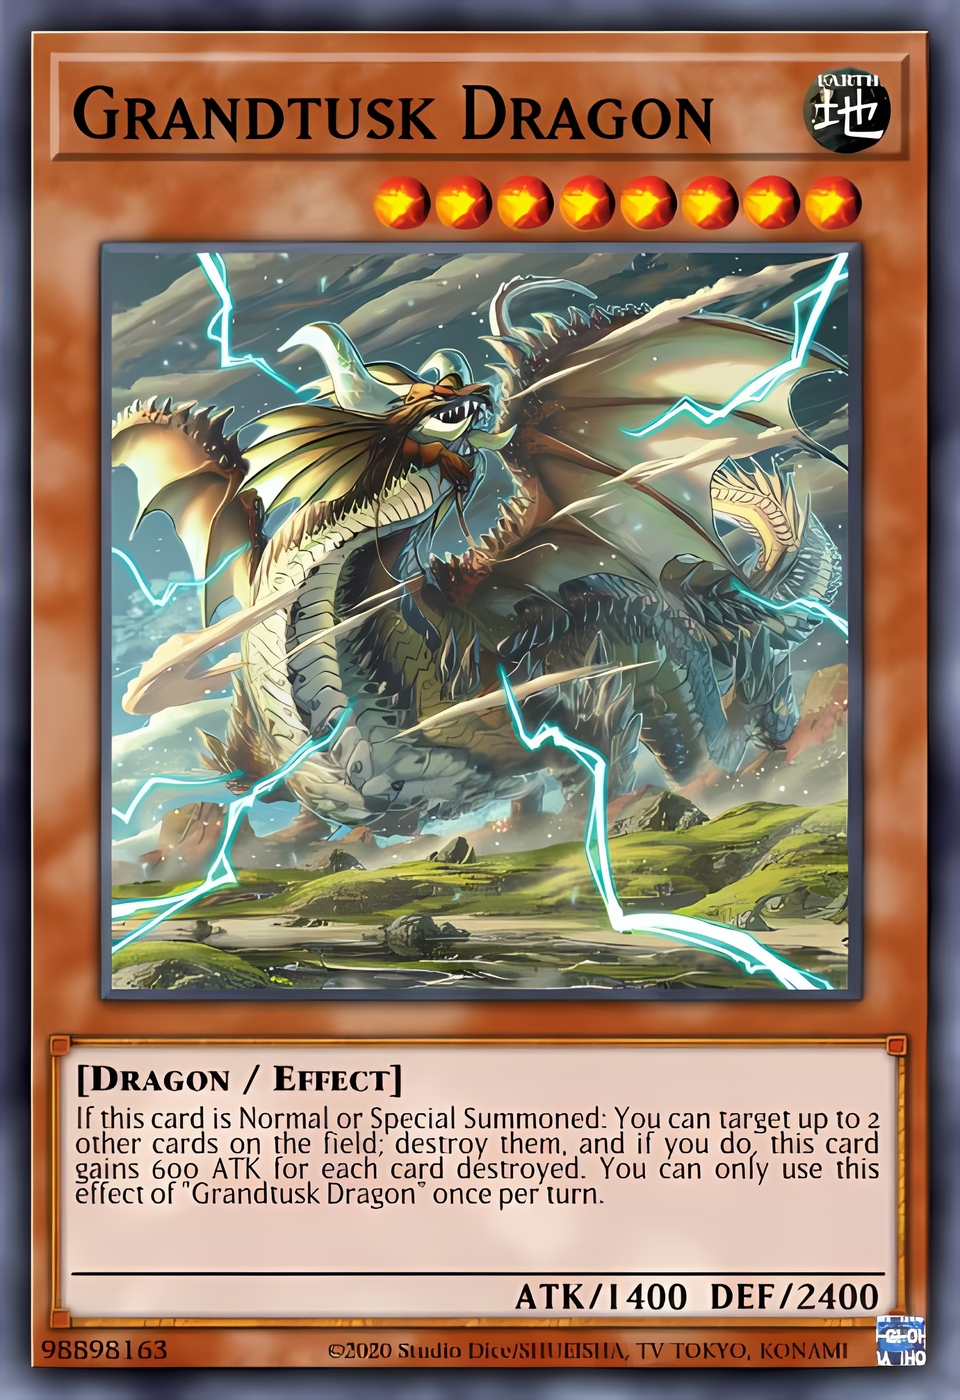 GRANDTUSK DRAGON
EARTH
地
[DRAGON / EFFECT]
If this card is Normal or Special Summoned: You can target up to 2
other cards on the field; destroy them, and if you do, this card
gains 600 ATK for each card destroyed. You can only use this
effect of "Grandtusk Dragon" once per turn.
ATK/1400 DEF/2400
98898163
©2020 Studio Dice/SHUEISHA, TV TOKYO, KONAMI